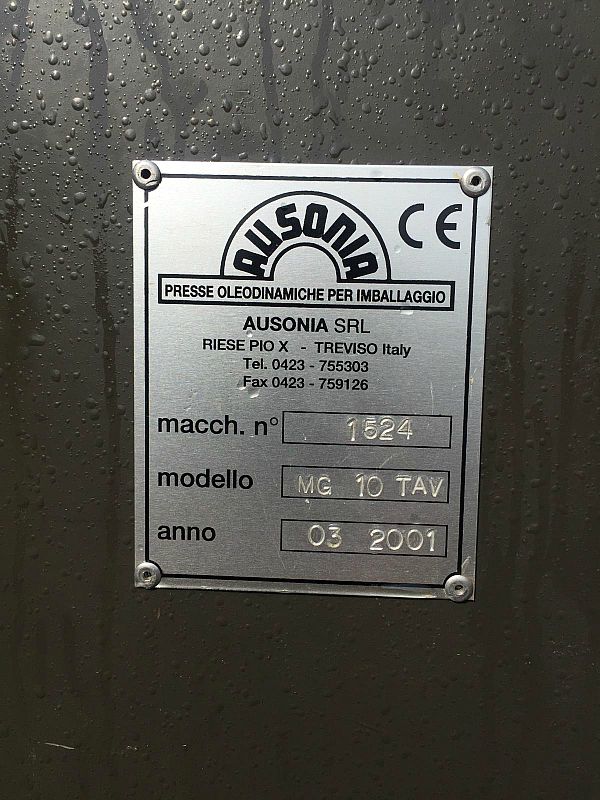 AUSONIA
CE
PRESSE OLEODINAMICHE PER IMBALLAGGIO
AUSONIA SRL
RIESE PIO X - TREVISO Italy
Tel. 0423 - 755303
Fax 0423 - 759126
macch. n° 1524
modello MG 10 TAV
anno 03 2001